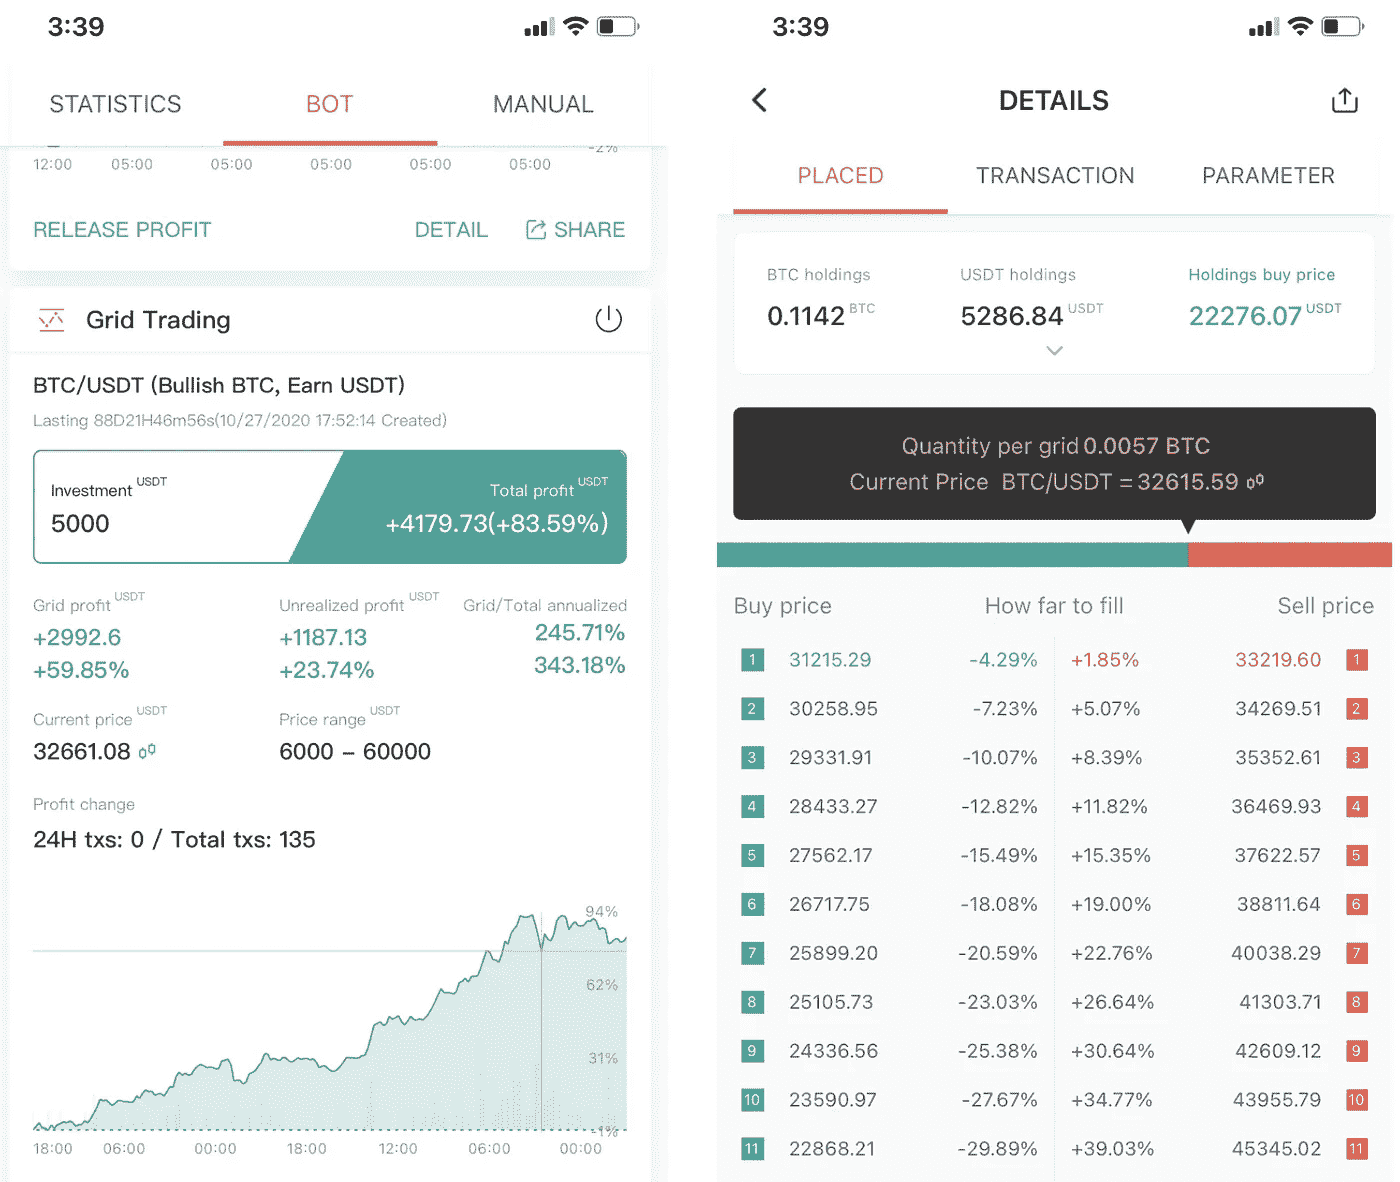 3:39
STATISTICS BOT MANUAL
-2%
12:00 05:00 05:00 05:00 05:00 05:00
RELEASE PROFIT DETAIL SHARE
Grid Trading
BTC/USDT (Bullish BTC, Earn USDT)
Lasting 88D21H46m56s(10/27/2020 17:52:14 Created)
Investment USDT Total profit USDT
5000 +4179.73(+83.59%)
Grid profit USDT Unrealized profit USDT Grid/Total annualized
+2992.6 +1187.13 245.71%
+59.85% +23.74% 343.18%
Current price USDT Price range USDT
32661.08 6000 – 60000
Profit change
24H txs: 0 / Total txs: 135
94%
62%
31%
-1%
18:00 06:00 00:00 18:00 12:00 06:00 00:00
3:39
DETAILS
PLACED TRANSACTION PARAMETER
BTC holdings USDT holdings Holdings buy price
0.1142 BTC 5286.84 USDT 22276.07 USDT
Quantity per grid 0.0057 BTC
Current Price BTC/USDT = 32615.59
Buy price How far to fill Sell price
1 31215.29 -4.29% +1.85% 33219.60 1
2 30258.95 -7.23% +5.07% 34269.51 2
3 29331.91 -10.07% +8.39% 35352.61 3
4 28433.27 -12.82% +11.82% 36469.93 4
5 27562.17 -15.49% +15.35% 37622.57 5
6 26717.75 -18.08% +19.00% 38811.64 6
7 25899.20 -20.59% +22.76% 40038.29 7
8 25105.73 -23.03% +26.64% 41303.71 8
9 24336.56 -25.38% +30.64% 42609.12 9
10 23590.97 -27.67% +34.77% 43955.79 10
11 22868.21 -29.89% +39.03% 45345.02 11